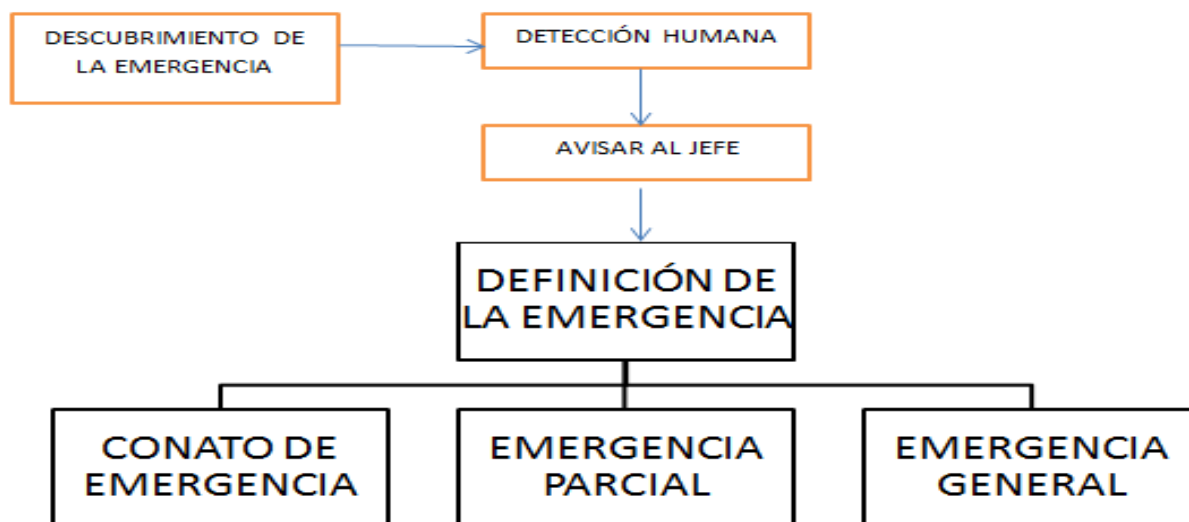 DESCUBRIMIENTO DE
LA EMERGENCIA
DETECCIÓN HUMANA
AVISAR AL JEFE
DEFINICIÓN DE
LA EMERGENCIA
CONATO DE
EMERGENCIA
EMERGENCIA
PARCIAL
EMERGENCIA
GENERAL